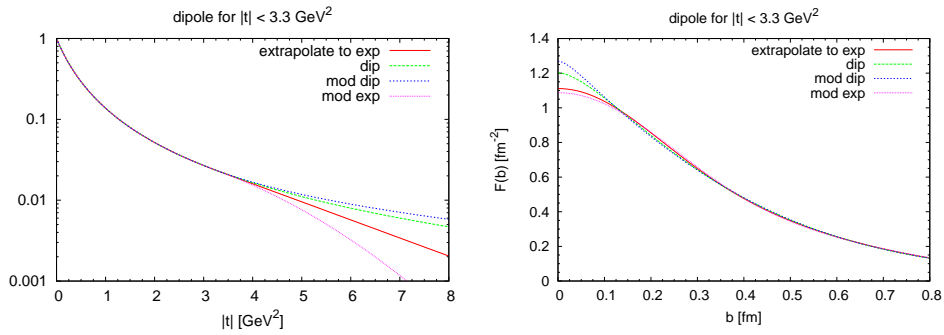 dipole for |t| < 3.3 GeV²
extrapolate to exp
dip
mod dip
mod exp
1
0.1
0.01
0.001
0 1 2 3 4 5 6 7 8
|t| [GeV²]
dipole for |t| < 3.3 GeV²
extrapolate to exp
dip
mod dip
mod exp
F(b) [fm⁻²]
1.4
1.2
1
0.8
0.6
0.4
0.2
0
0 0.1 0.2 0.3 0.4 0.5 0.6 0.7 0.8
b [fm]